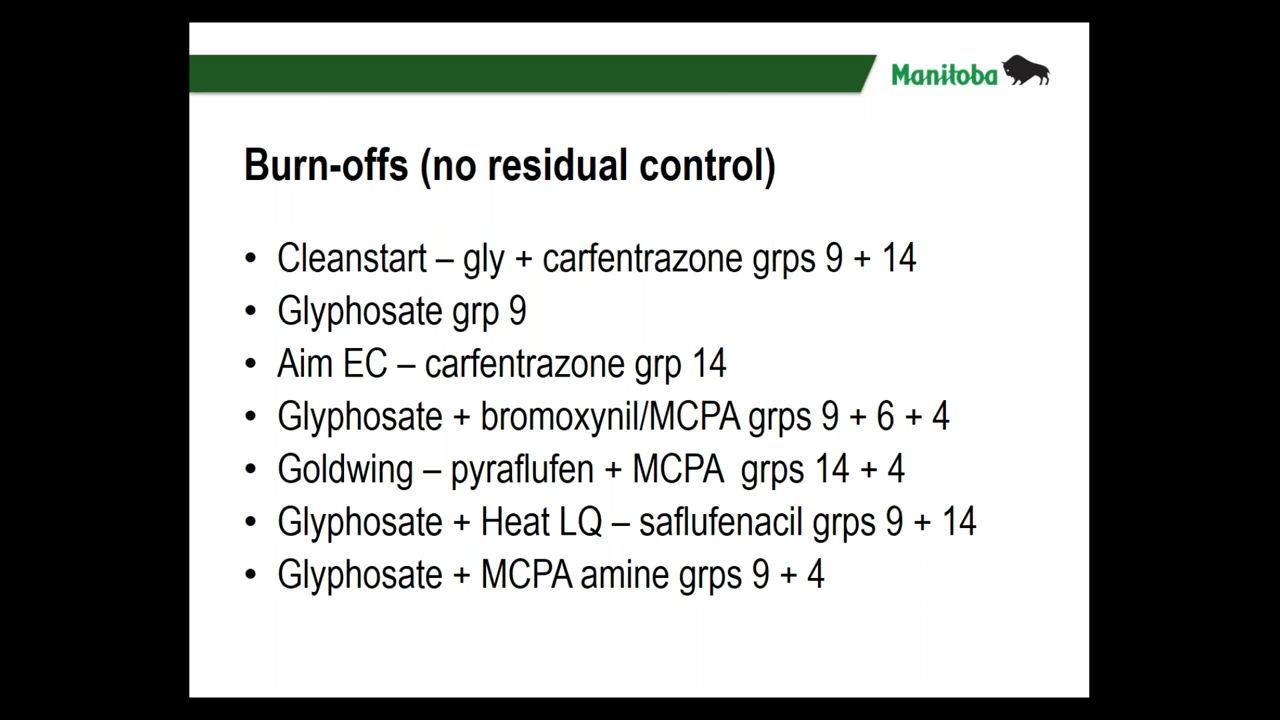 Manitoba
Burn-offs (no residual control)
• Cleanstart – gly + carfentrazone grps 9 + 14
• Glyphosate grp 9
• Aim EC – carfentrazone grp 14
• Glyphosate + bromoxynil/MCPA grps 9 + 6 + 4
• Goldwing – pyraflufen + MCPA  grps 14 + 4
• Glyphosate + Heat LQ – saflufenacil grps 9 + 14
• Glyphosate + MCPA amine grps 9 + 4